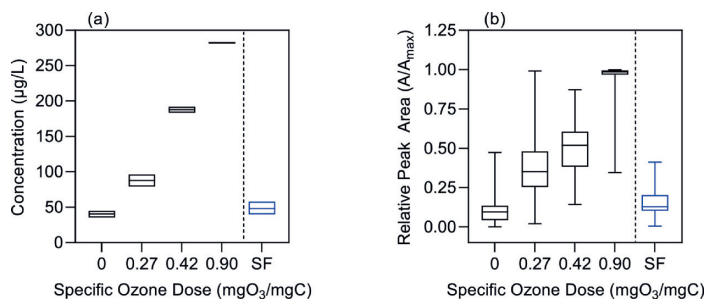 (a)
Concentration (µg/L)
300
250
200
150
100
50
0
0 0.27 0.42 0.90 SF
Specific Ozone Dose (mgO₃/mgC)
(b)
Relative Peak Area (A/Aₘₐₓ)
1.25
1.00
0.75
0.50
0.25
0.00
0 0.27 0.42 0.90 SF
Specific Ozone Dose (mgO₃/mgC)